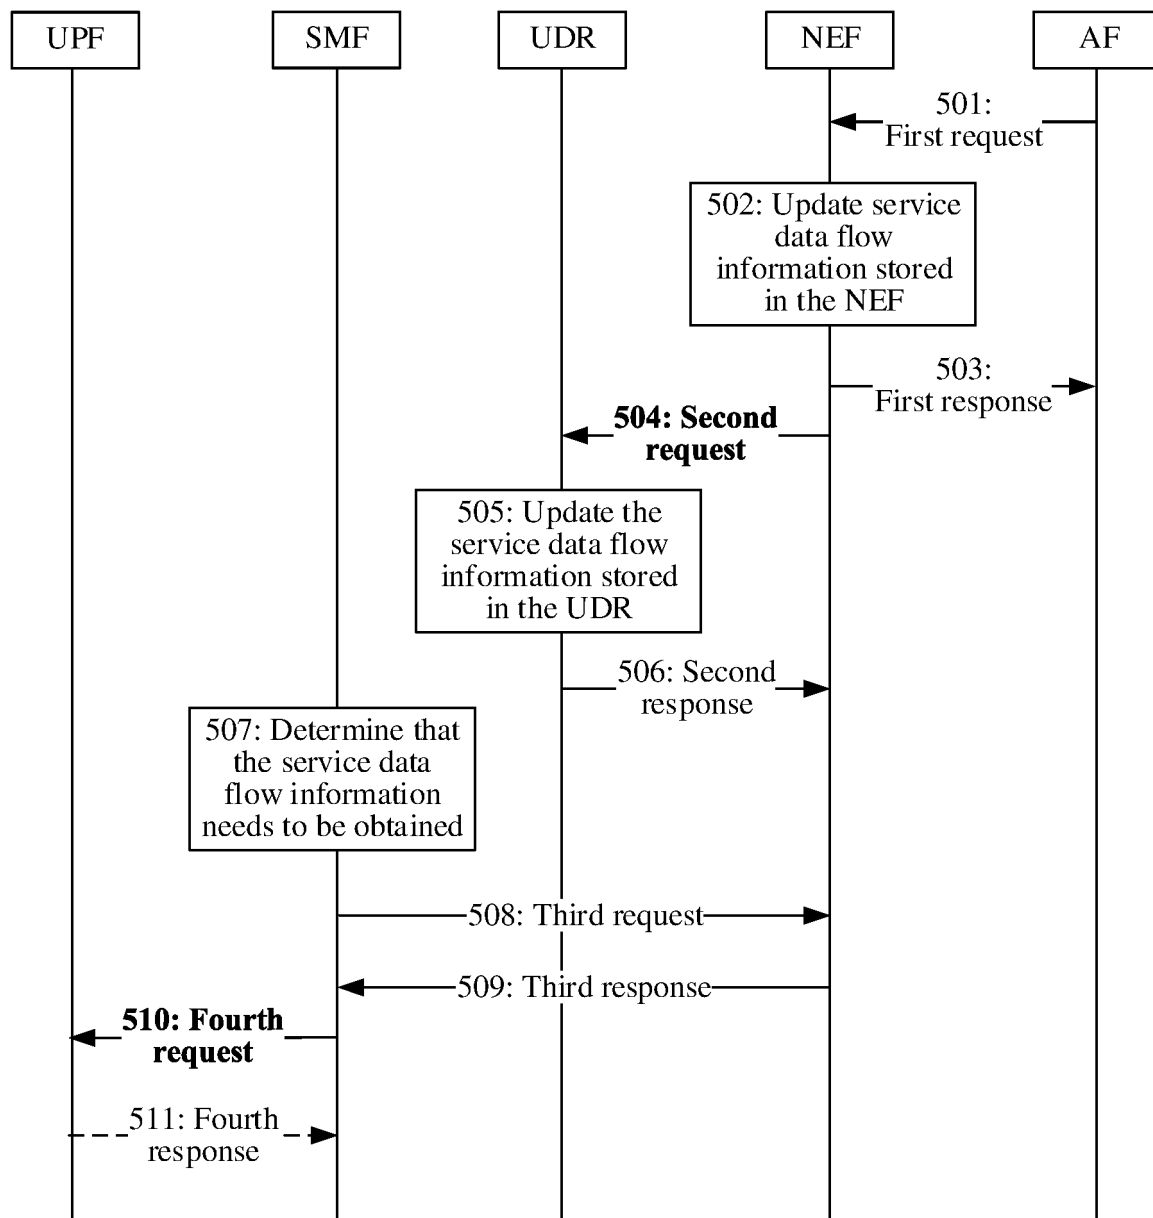 UPF
SMF
UDR
NEF
AF
501:
First request
502: Update service
data flow
information stored
in the NEF
503:
First response
504: Second
request
505: Update the
service data flow
information stored
in the UDR
506: Second
response
507: Determine that
the service data
flow information
needs to be obtained
508: Third request
509: Third response
510: Fourth
request
511: Fourth
response